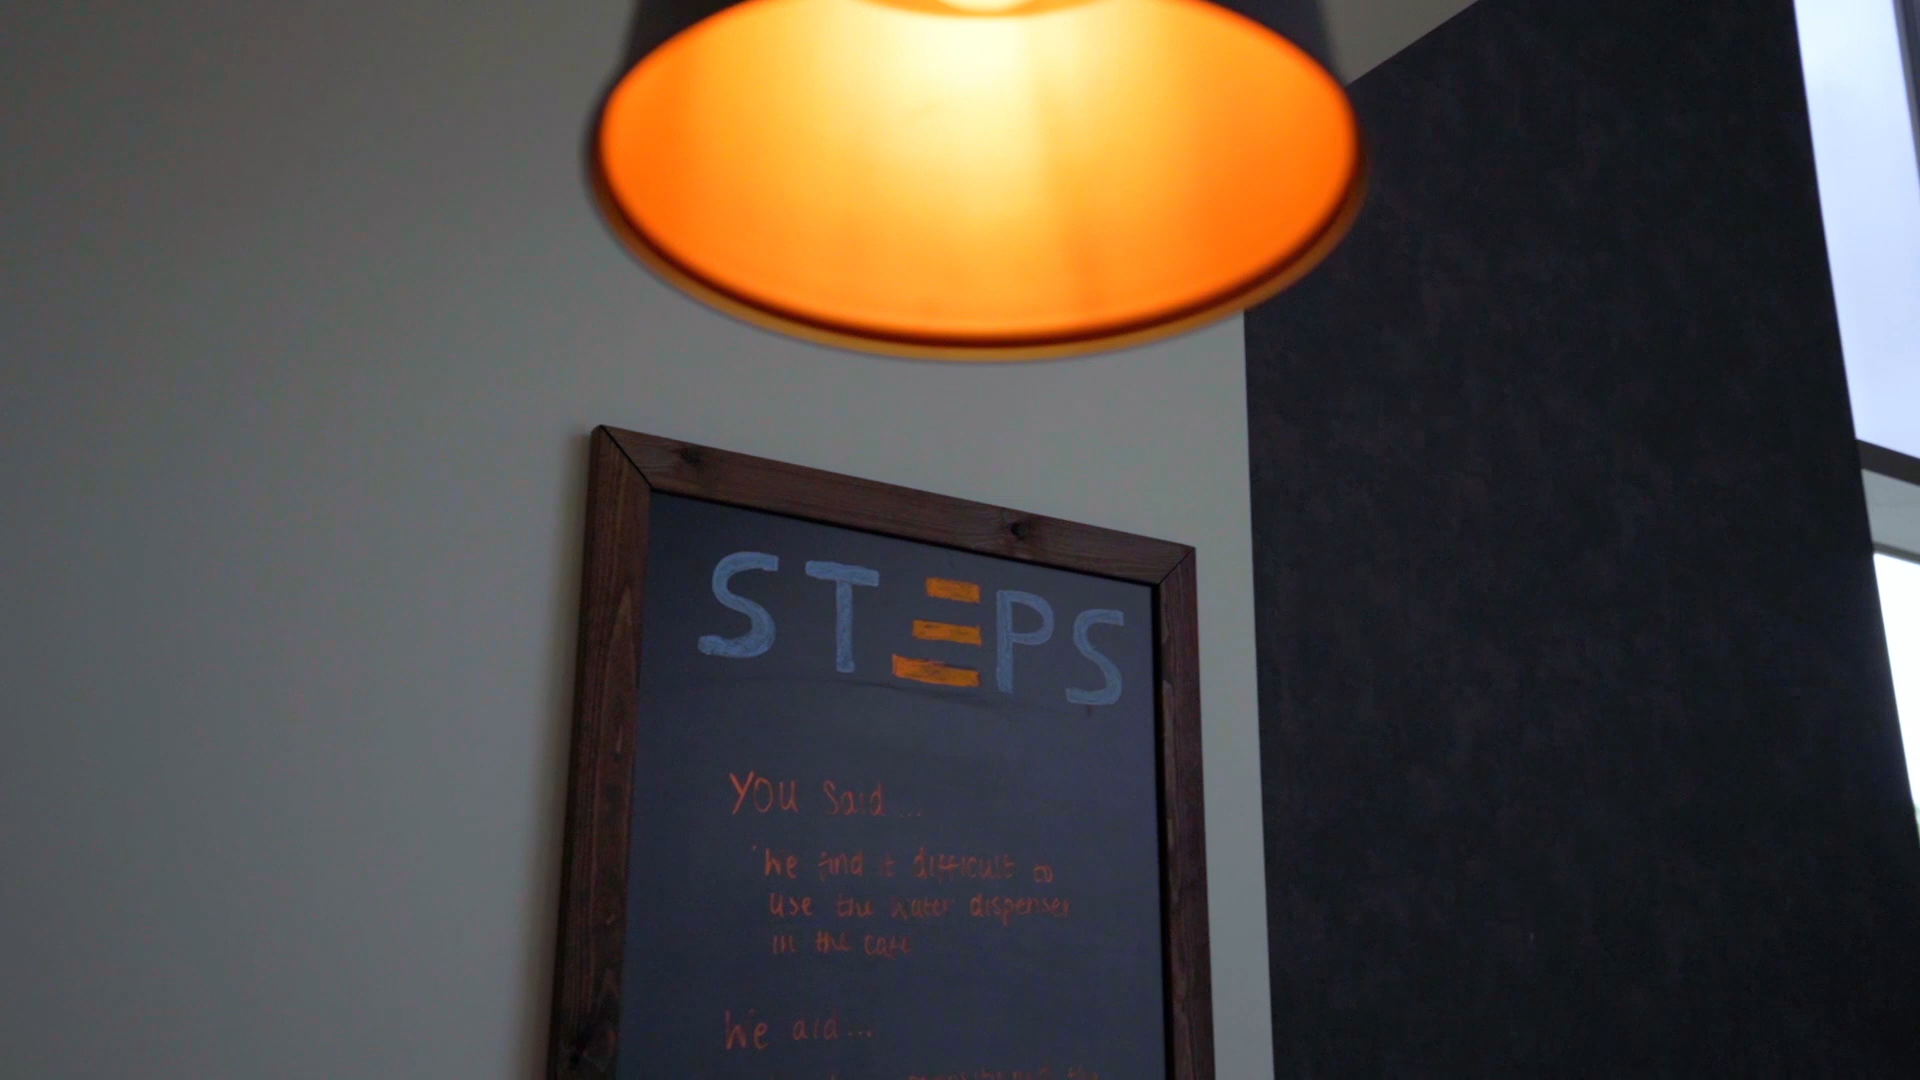 STEPS
You Said...
'We find it difficult to
use the water dispenser
in the cafe
We did...